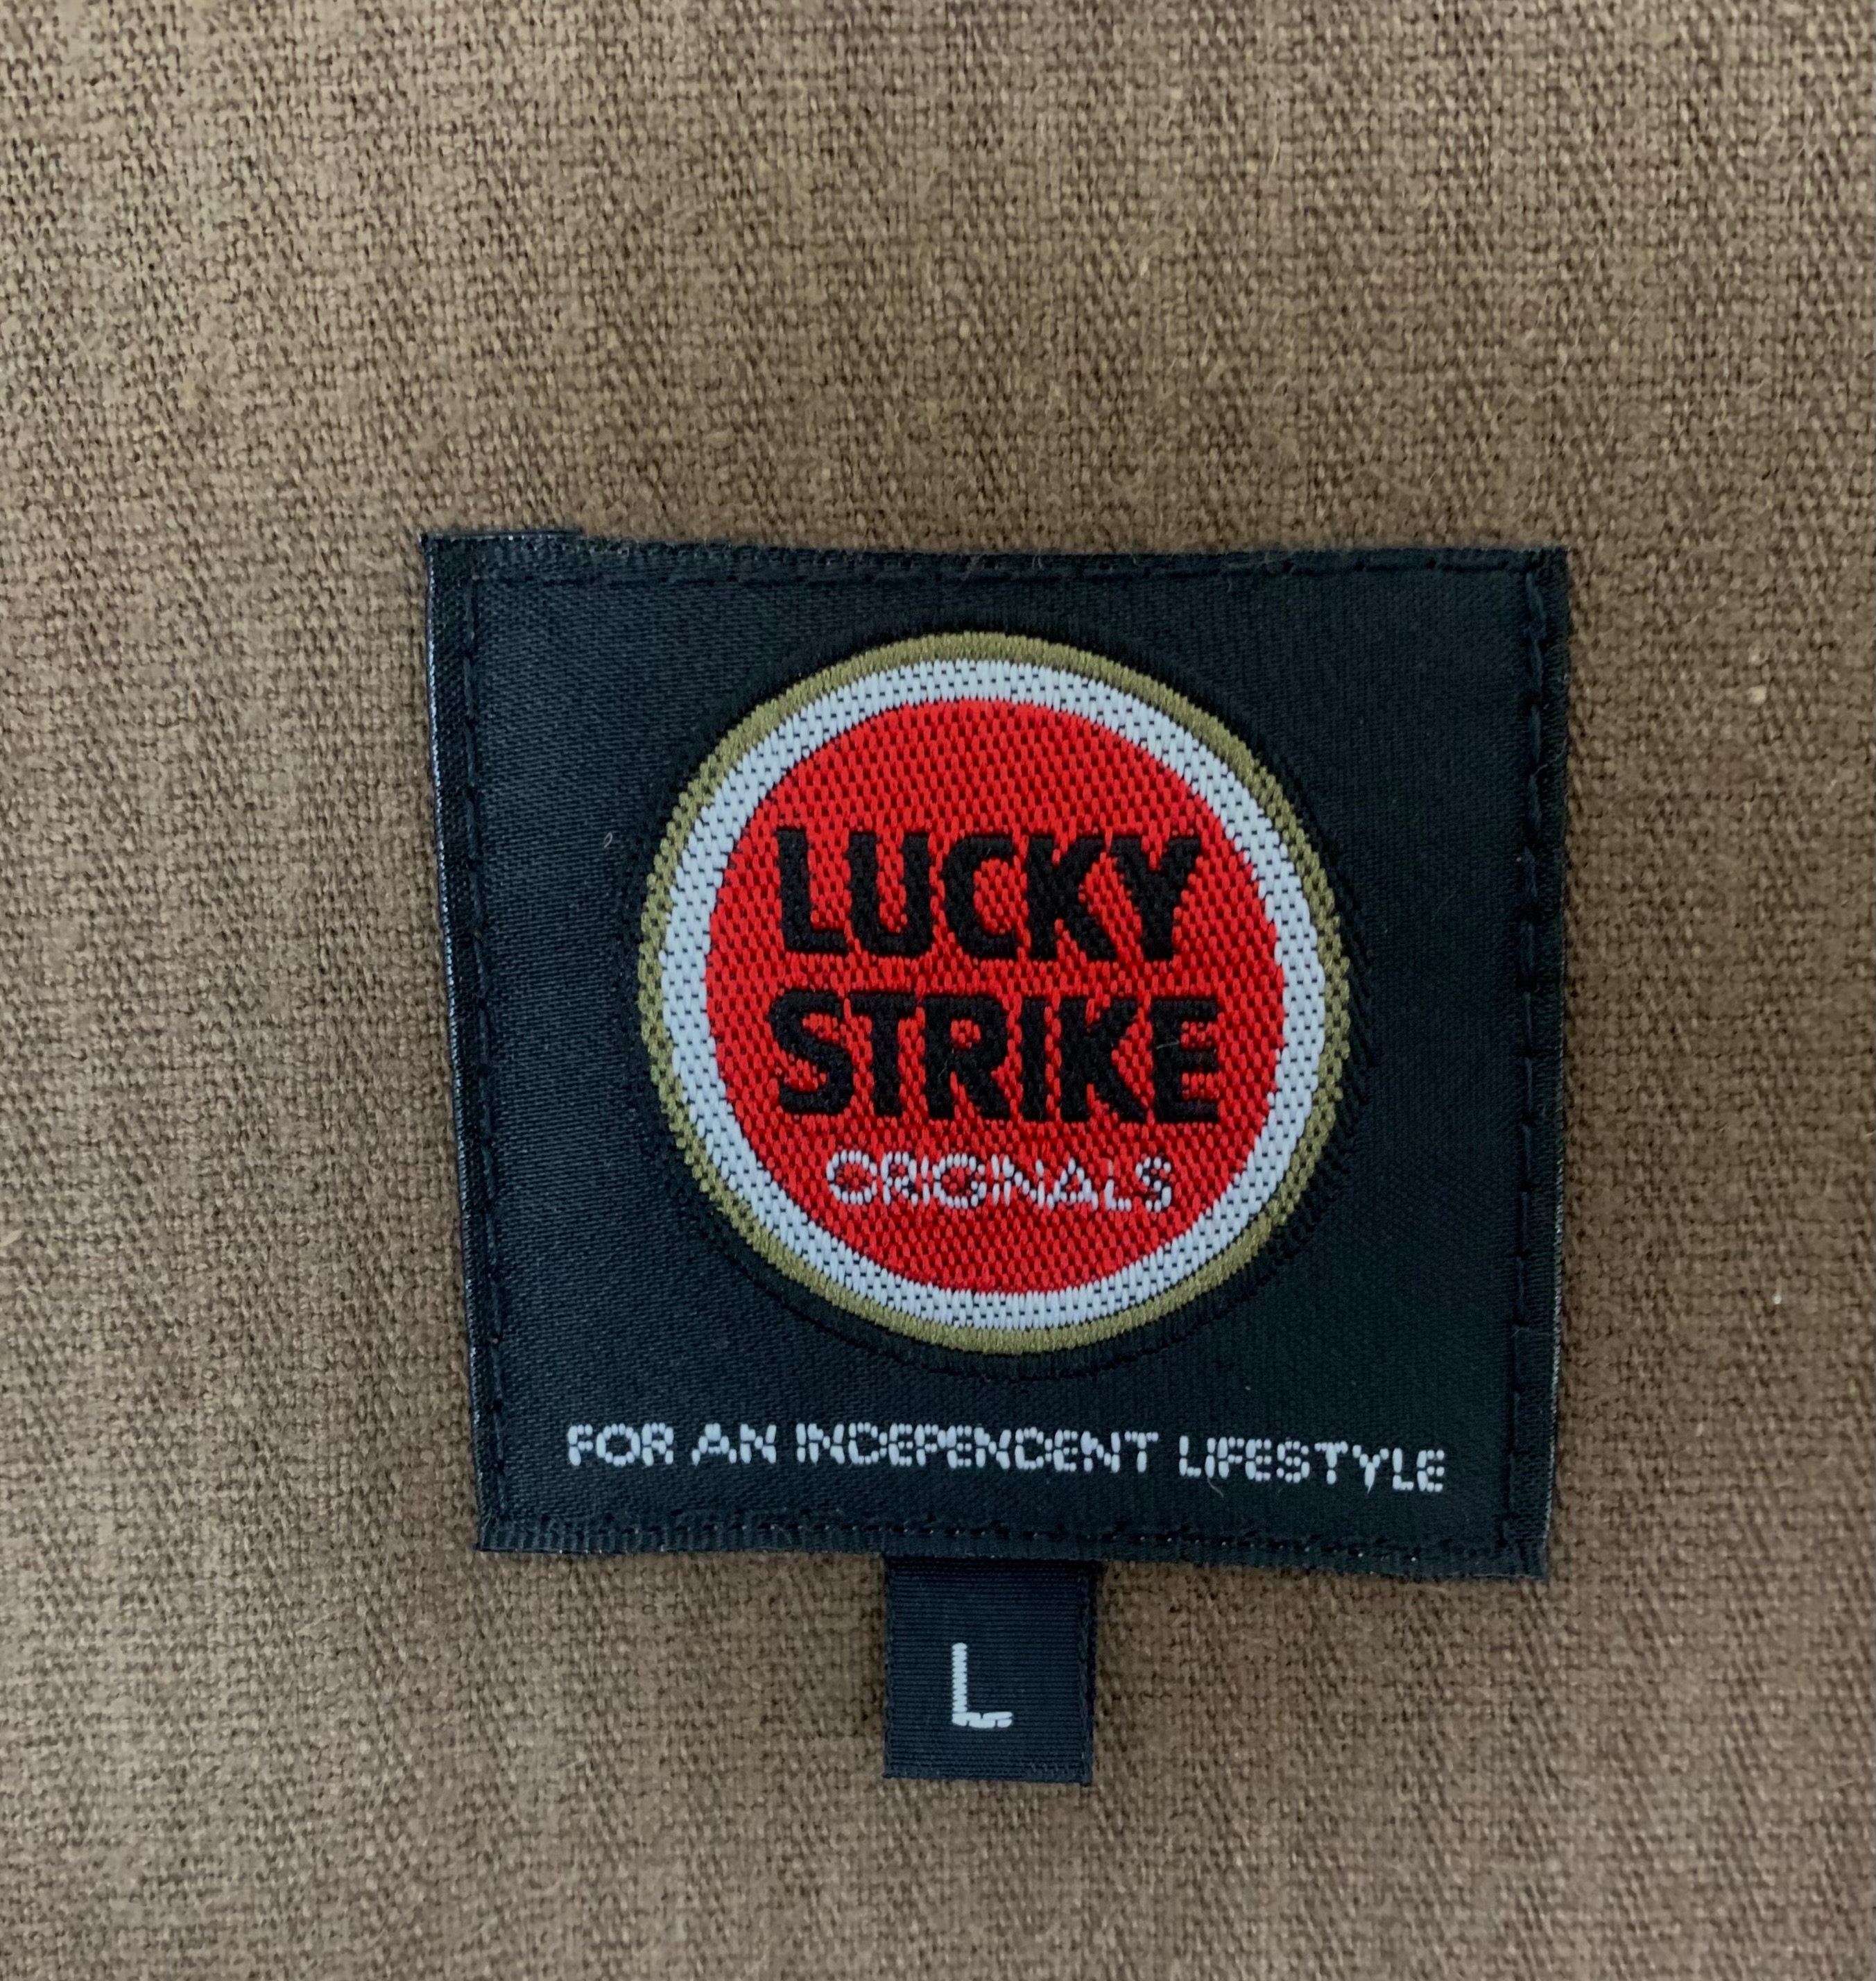 LUCKY
STRIKE
ORIGINALS
FOR AN INDEPENDENT LIFESTYLE
L